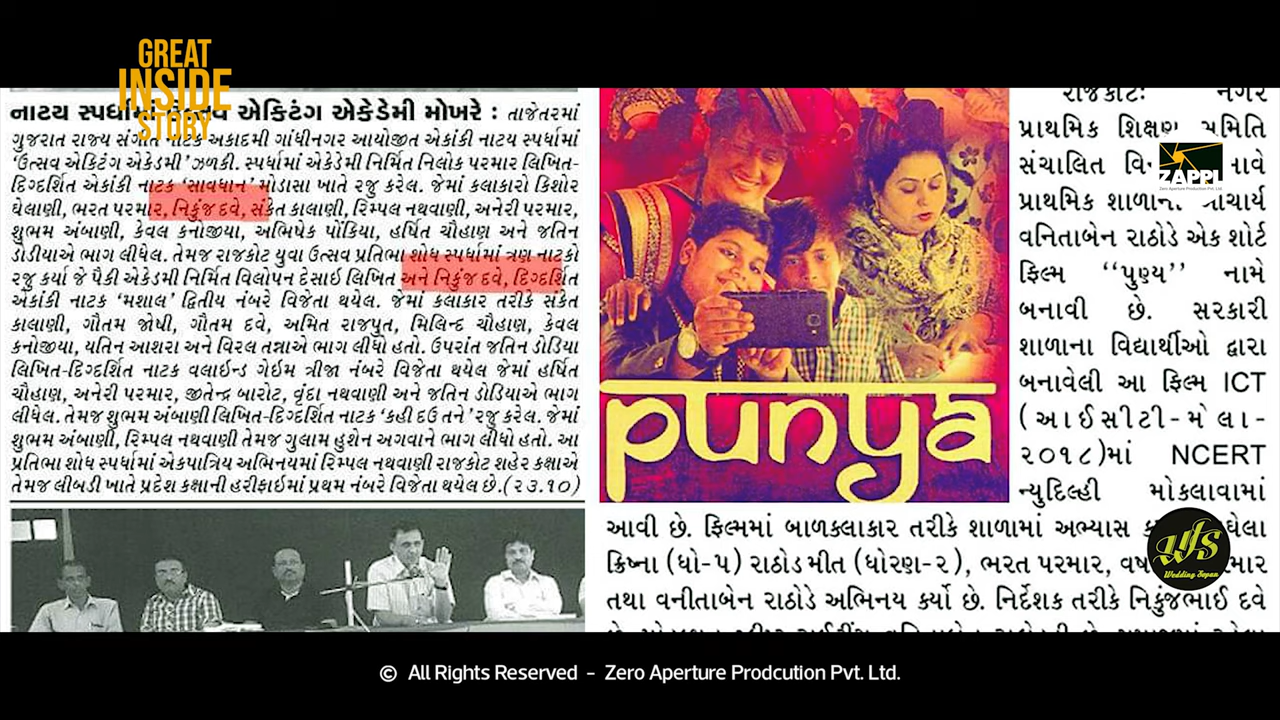 GREAT
INSIDE
STORY
નાટય સ્પર્ધામાં એકિટંગ એકેડેમી મોખરે : તાજેતરમાં
ગુજરાત રાજ્ય સંગીત નાટક અકાદમી ગાંધીનગર આયોજીત એકાંકી નાટય સ્પર્ધામાં
'ઉત્સવ એકિટંગ એકેડમી' ઝળકી. સ્પર્ધામાં એકેડેમી નિર્મિત નિલોક પરમાર લિખિત-
દિગ્દર્શિત એકાંકી નાટક 'સાવધાન' મોડાસા ખાતે રજુ કરેલ. જેમાં કલાકારો કિશોર
ઘેલાણી, ભરત પરમાર, નિકુંજ દવે, સંકેત કાલાણી, રિમ્પલ નથવાણી, અનેરી પરમાર,
શુભમ અંબાણી, કેવલ કનોજીયા, અભિષેક પોંકિયા, હર્ષિત ચૌહાણ અને જતિન
ડોડીયાએ ભાગ લીધેલ. તેમજ રાજકોટ યુવા ઉત્સવ પ્રતિભા શોધ સ્પર્ધામાં ત્રણ નાટકો
રજુ કર્યા જે પૈકી એકેડમી નિર્મિત વિલોપન દેસાઈ લિખિત અને નિકુંજ દવે, દિગ્દર્શિત
એકાંકી નાટક 'મશાલ' દ્વિતીય નંબરે વિજેતા થયેલ. જેમાં કલાકાર તરીકે સંકેત
કાલાણી, ગૌતમ જોષી, ગૌતમ દવે, અમિત રાજપુત, મિલિન્દ ચૌહાણ, કેવલ
કનોજીયા, યતિન આશરા અને વિરલ તન્નાએ ભાગ લીધો હતો. ઉપરાંત જતિન ડોડિયા
લિખિત-દિગ્દર્શિત નાટક વલાઈન્ડ ગેઈમ ત્રીજા નંબરે વિજેતા થયેલ જેમાં હર્ષિત
ચૌહાણ, અનેરી પરમાર, જીતેન્દ્ર બારોટ, વૃંદા નથવાણી અને જતિન ડોડિયાએ ભાગ
લીધેલ. તેમજ શુભમ અંબાણી લિખિત-દિગ્દર્શિત નાટક 'કહી દઉ તને' રજુ કરેલ. જેમાં
શુભમ અંબાણી, રિમ્પલ નથવાણી તેમજ ગુલામ હુશેન અગવાને ભાગ લીધો હતો. આ
પ્રતિભા શોધ સ્પર્ધામાં એકપાત્રિય અભિનયમાં રિમ્પલ નથવાણી રાજકોટ શહેર કક્ષાએ
તેમજ લીબડી ખાતે પ્રદેશ કક્ષાની હરીફાઈમાં પ્રથમ નંબરે વિજેતા થયેલ છે.(૨૩.૧૦)
punya
રાજકોટઃ નગર
પ્રાથમિક શિક્ષણ સમિતિ
સંચાલિત
પ્રાથમિક શાળાના
વનિતાબેન રાઠોડે એક શોર્ટ
ફિલ્મ ‘‘પુણ્ય’’ નામે
બનાવી છે. સરકારી
શાળાના વિદ્યાર્થીઓ દ્વારા
બનાવેલી આ ફિલ્મ ICT
(આઈસીટી-મેલા-
૨૦૧૮)માં NCERT
ન્યુદિલ્હી મોકલાવામાં
આવી છે. ફિલ્મમાં બાળકલાકાર તરીકે શાળામાં અભ્યાસ
ક્રિષ્ના (ધો-૫) રાઠોડ મીત (ધોરણ-૨), ભરત પરમાર,
તથા વનીતાબેન રાઠોડે અભિનય કર્યો છે. નિર્દેશક તરીકે નિકુંજભાઈ દવે
ZAPPL
Zero Aperture Production Pvt. Ltd.
WS
Wedding Sepan
© All Rights Reserved - Zero Aperture Prodcution Pvt. Ltd.